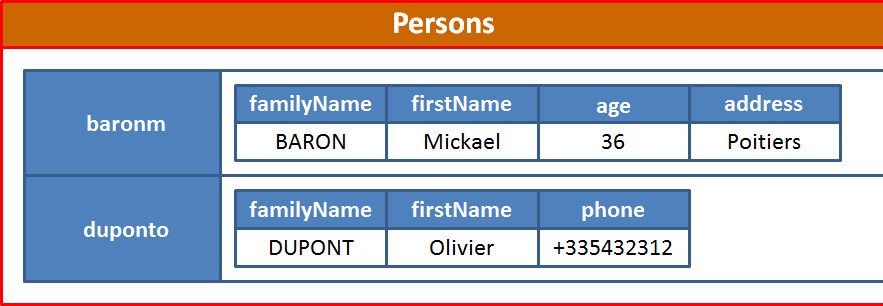 Persons
baronm
familyName firstName age address
BARON Mickael 36 Poitiers
duponto
familyName firstName phone
DUPONT Olivier +335432312